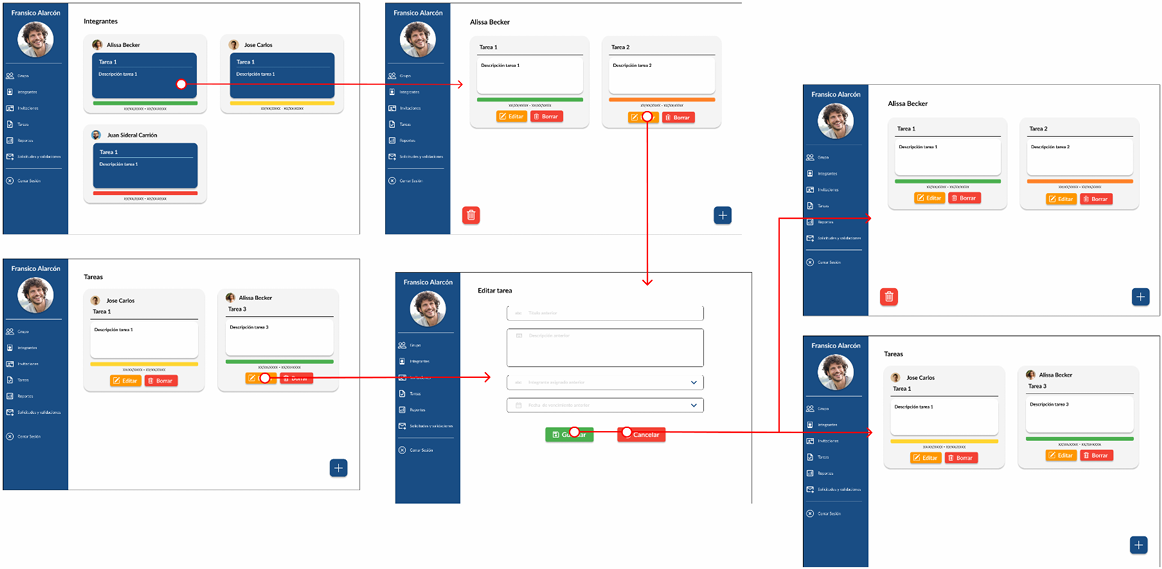 Fransico Alarcón
Grupo
Integrantes
Invitaciones
Tareas
Reportes
Solicitudes y validaciones
Cerrar Sesión
Integrantes
Alissa Becker
Tarea 1
Descripción tarea 1
XX/XX/XXXX - XX/XX/XXXX
Jose Carlos
Tarea 1
Descripción tarea 1
XX/XX/XXXX - XX/XX/XXXX
Juan Sideral Carrión
Tarea 1
Descripción tarea 1
XX/XX/XXXX - XX/XX/XXXX
Fransico Alarcón
Grupo
Integrantes
Invitaciones
Tareas
Reportes
Solicitudes y validaciones
Cerrar Sesión
Alissa Becker
Tarea 1
Descripción tarea 1
XX/XX/XXXX - XX/XX/XXXX
Editar Borrar
Tarea 2
Descripción tarea 2
XX/XX/XXXX - XX/XX/XXXX
Borrar
Fransico Alarcón
Grupo
Integrantes
Invitaciones
Tareas
Reportes
Solicitudes y validaciones
Cerrar Sesión
Tareas
Jose Carlos
Tarea 1
Descripción tarea 1
XX/XX/XXXX - XX/XX/XXXX
Editar Borrar
Alissa Becker
Tarea 3
Descripción tarea 3
XX/XX/XXXX - XX/XX/XXXX
Fransico Alarcón
Grupo
Integrantes
Tareas
Reportes
Solicitudes y validaciones
Cerrar Sesión
Editar tarea
Título anterior
Descripción anterior
Integrante asignado anterior
Fecha de vencimiento anterior
Cancelar
Fransico Alarcón
Grupo
Integrantes
Invitaciones
Tareas
Reportes
Solicitudes y validaciones
Cerrar Sesión
Alissa Becker
Tarea 1
Descripción tarea 1
XX/XX/XXXX - XX/XX/XXXX
Editar Borrar
Tarea 2
Descripción tarea 2
XX/XX/XXXX - XX/XX/XXXX
Editar Borrar
Fransico Alarcón
Grupo
Integrantes
Invitaciones
Tareas
Reportes
Solicitudes y validaciones
Cerrar Sesión
Tareas
Jose Carlos
Tarea 1
Descripción tarea 1
XX/XX/XXXX - XX/XX/XXXX
Editar Borrar
Alissa Becker
Tarea 3
Descripción tarea 3
XX/XX/XXXX - XX/XX/XXXX
Editar Borrar